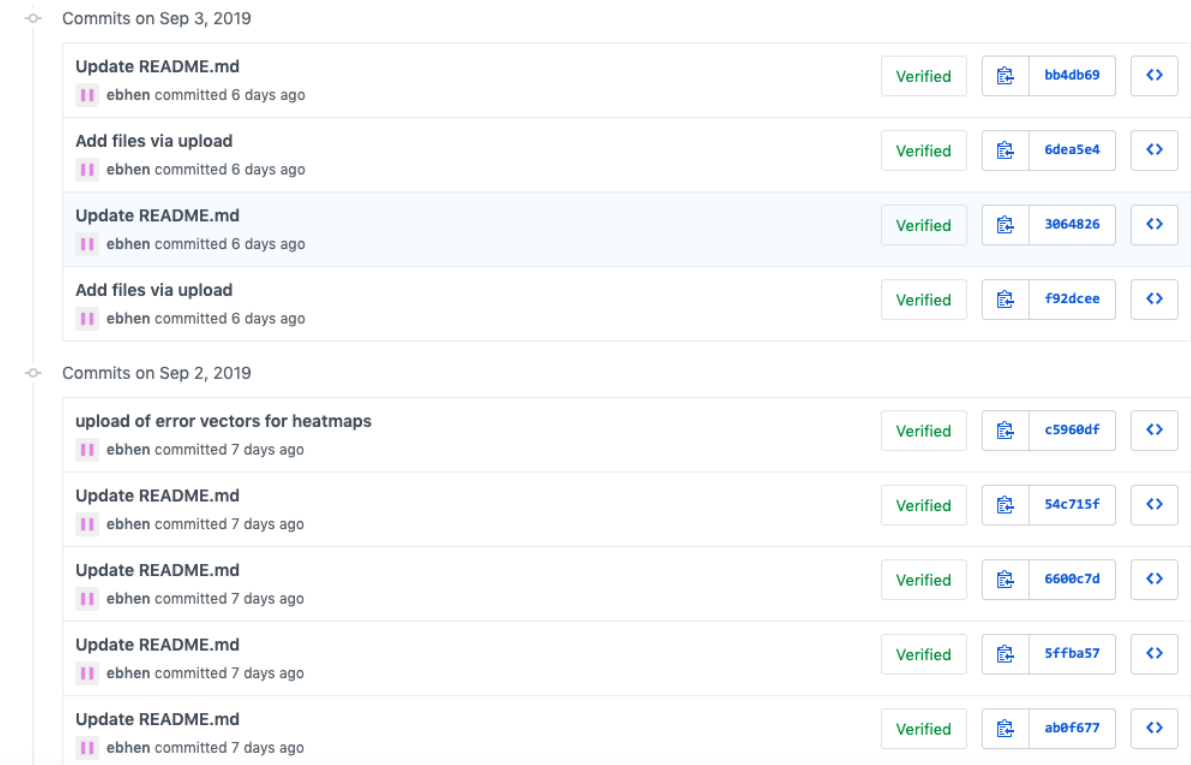 Commits on Sep 3, 2019
Update README.md
ebhen committed 6 days ago
Verified
bb4db69
Add files via upload
ebhen committed 6 days ago
Verified
6dea5e4
Update README.md
ebhen committed 6 days ago
Verified
3064826
Add files via upload
ebhen committed 6 days ago
Verified
f92dcee
Commits on Sep 2, 2019
upload of error vectors for heatmaps
ebhen committed 7 days ago
Verified
c5960df
Update README.md
ebhen committed 7 days ago
Verified
54c715f
Update README.md
ebhen committed 7 days ago
Verified
6600c7d
Update README.md
ebhen committed 7 days ago
Verified
5ffba57
Update README.md
ebhen committed 7 days ago
Verified
ab0f677